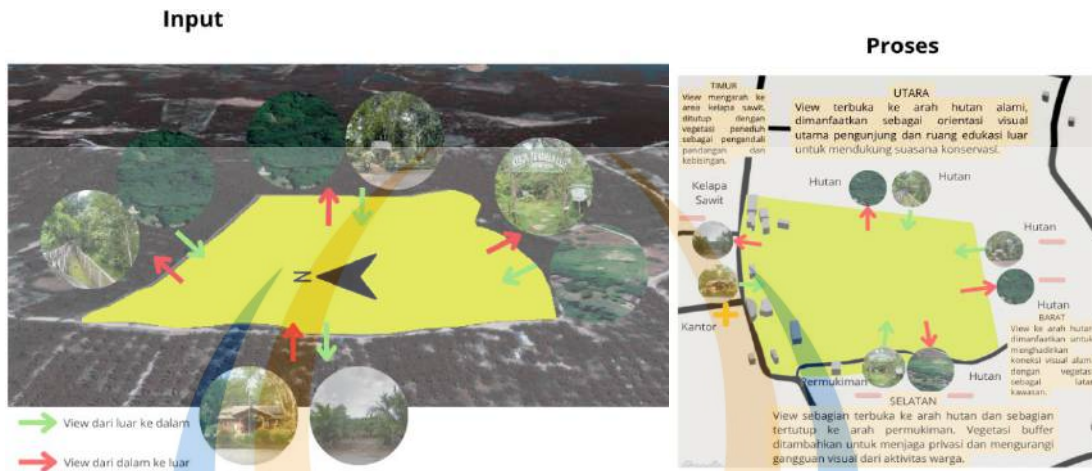 Input
N
View dari luar ke dalam
View dari dalam ke luar
Proses
TIMUR
View mengarah ke
area kelapa sawit,
ditutup dengan
vegetasi peneduh
sebagai pengendali
pandangan dan
kebisingan.
UTARA
View terbuka ke arah hutan alami,
dimanfaatkan sebagai orientasi visual
utama pengunjung dan ruang edukasi luar
untuk mendukung suasana konservasi.
Kelapa
Sawit
Hutan
Hutan
Hutan
Hutan
Kantor
BARAT
View ke arah hutan
dimanfaatkan untuk
menghadirkan
koneksi visual alam
dengan vegetasi
sebagai latar
kawasan.
Permukiman
Hutan
SELATAN
View sebagian terbuka ke arah hutan dan sebagian
tertutup ke arah permukiman. Vegetasi buffer
ditambahkan untuk menjaga privasi dan mengurangi
gangguan visual dari aktivitas warga.